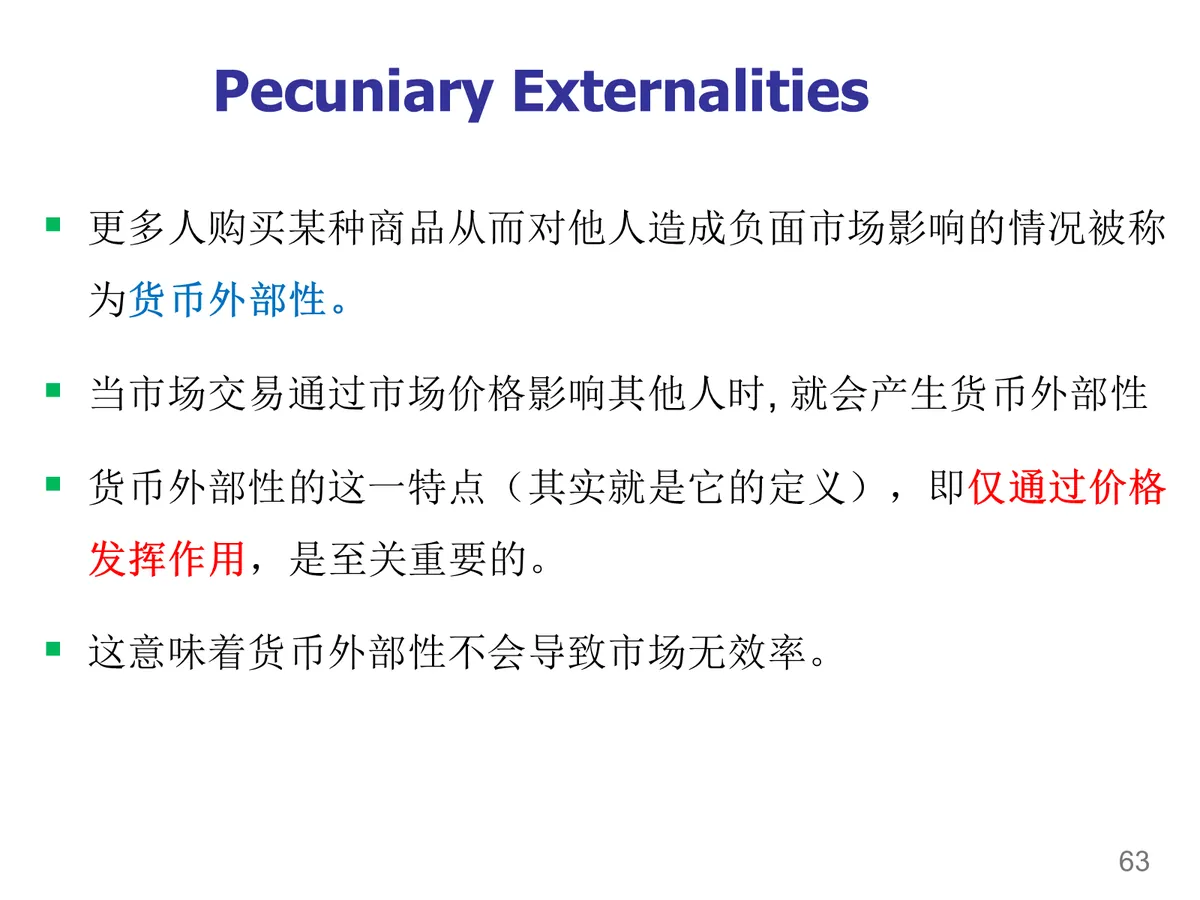 Pecuniary Externalities
更多人购买某种商品从而对他人造成负面市场影响的情况被称
为货币外部性。
当市场交易通过市场价格影响其他人时, 就会产生货币外部性
货币外部性的这一特点（其实就是它的定义），即仅通过价格
发挥作用，是至关重要的。
这意味着货币外部性不会导致市场无效率。
63